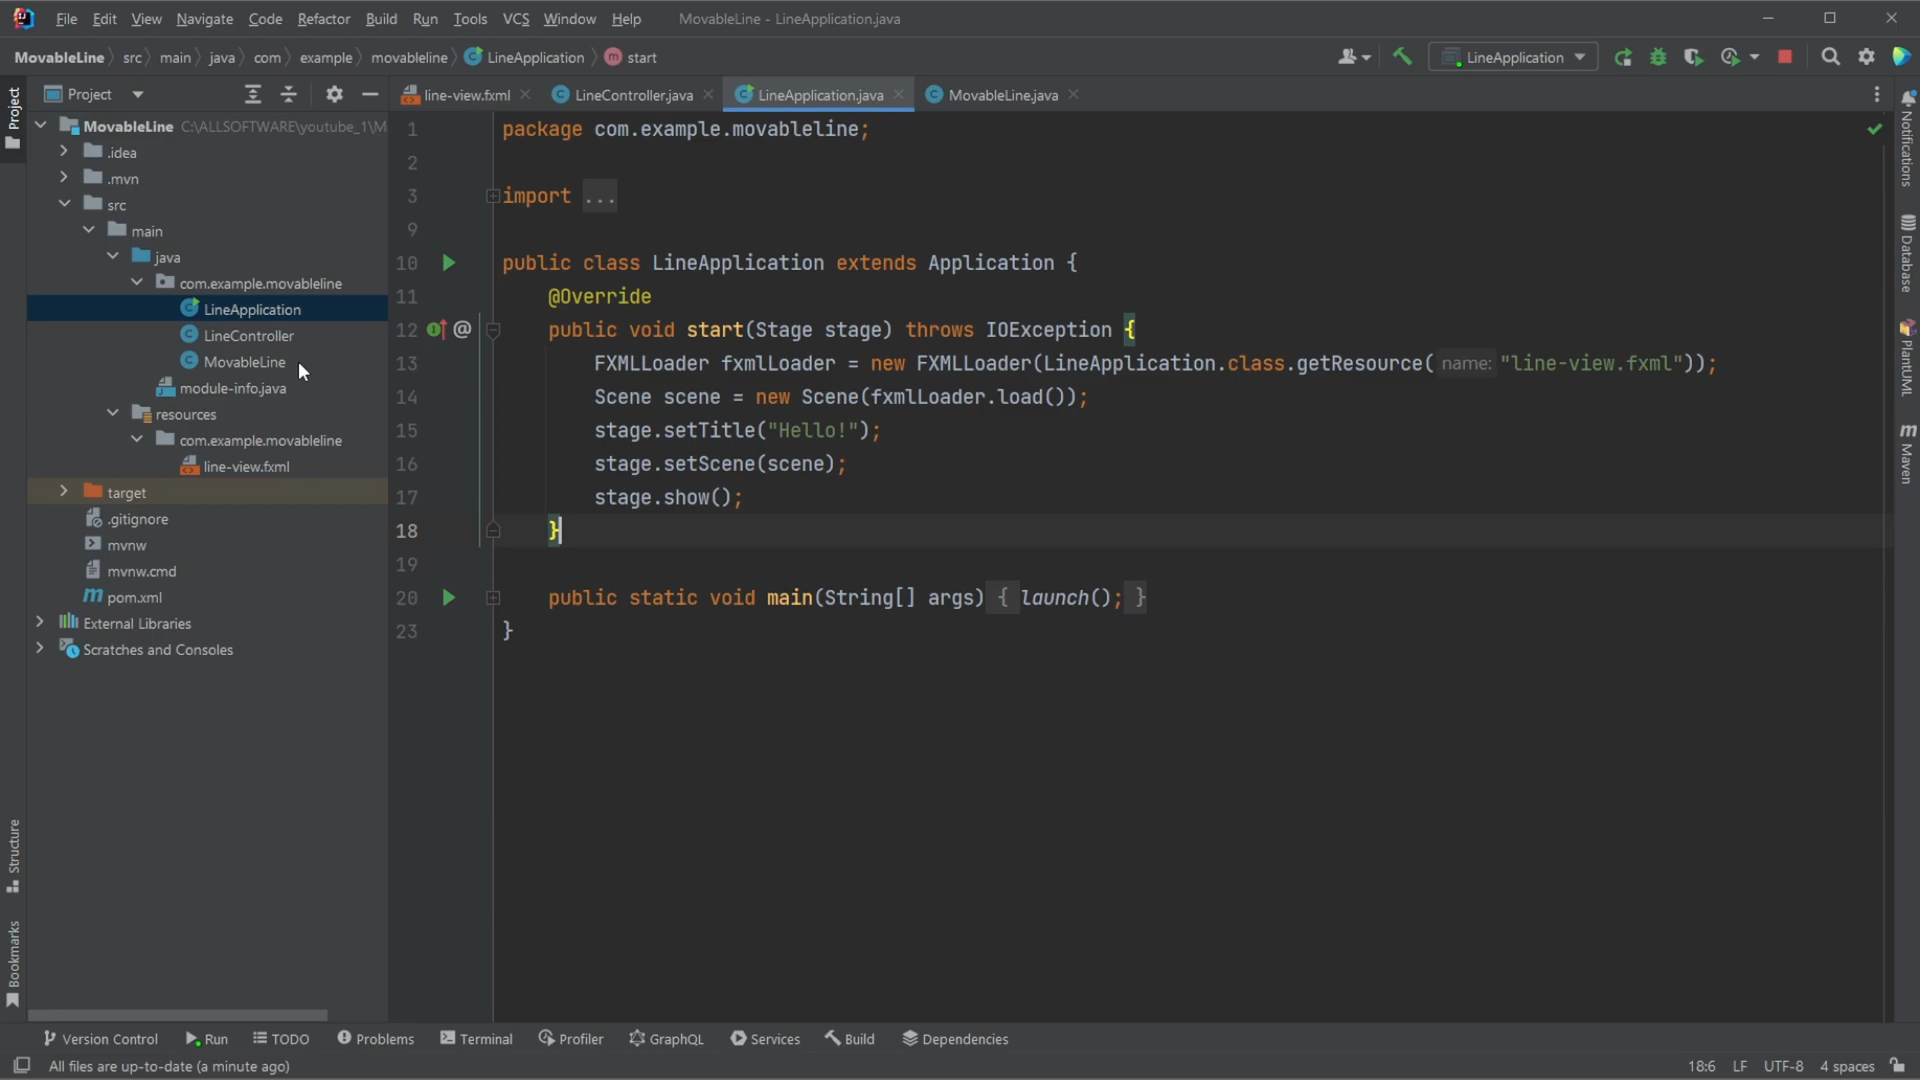 File Edit View Navigate Code Refactor Build Run Tools VCS Window Help MovableLine - LineApplication.java
MovableLine src main java com example movableline LineApplication start LineApplication
Project
line-view.fxml LineController.java LineApplication.java MovableLine.java
MovableLine C:\ALLSOFTWARE\youtube_1\M
.idea
.mvn
src
main
java
com.example.movableline
LineApplication
LineController
MovableLine
module-info.java
resources
com.example.movableline
line-view.fxml
target
.gitignore
mvnw
mvnw.cmd
pom.xml
External Libraries
Scratches and Consoles
1 package com.example.movableline;
2
3 import ...
9
10 public class LineApplication extends Application {
11 @Override
12 @ public void start(Stage stage) throws IOException {
13 FXMLLoader fxmlLoader = new FXMLLoader(LineApplication.class.getResource( name: "line-view.fxml"));
14 Scene scene = new Scene(fxmlLoader.load());
15 stage.setTitle("Hello!");
16 stage.setScene(scene);
17 stage.show();
18 }
19
20 public static void main(String[] args) { launch(); }
23 }
Project
Structure
Bookmarks
Notifications
Database
PlantUML
Maven
Version Control Run TODO Problems Terminal Profiler GraphQL Services Build Dependencies
All files are up-to-date (a minute ago) 18:6 LF UTF-8 4 spaces